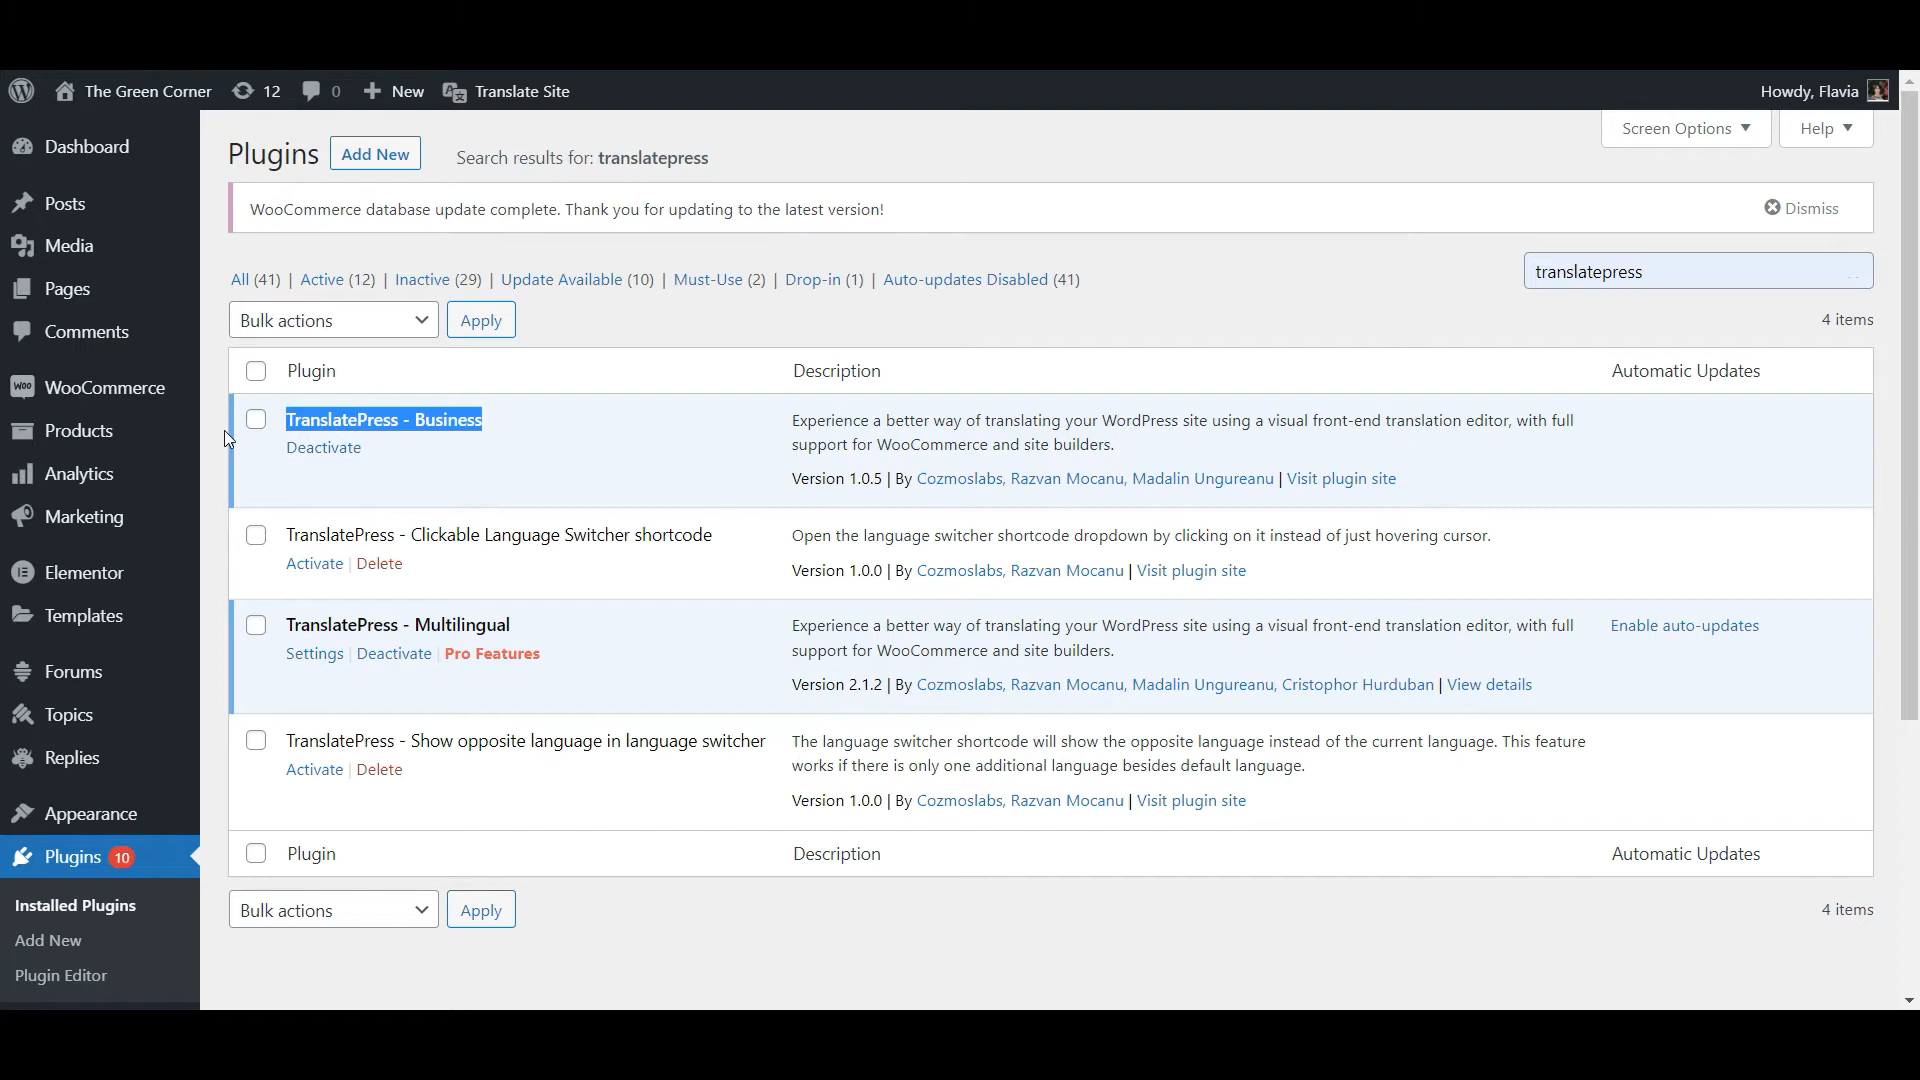 The Green Corner 12 0 New Translate Site Howdy, Flavia
Screen Options Help
Plugins Add New Search results for: translatepress
WooCommerce database update complete. Thank you for updating to the latest version! Dismiss
All (41) | Active (12) | Inactive (29) | Update Available (10) | Must-Use (2) | Drop-in (1) | Auto-updates Disabled (41)
translatepress
Bulk actions Apply 4 items
Plugin Description Automatic Updates
TranslatePress - Business
Deactivate
Experience a better way of translating your WordPress site using a visual front-end translation editor, with full
support for WooCommerce and site builders.
Version 1.0.5 | By Cozmoslabs, Razvan Mocanu, Madalin Ungureanu | Visit plugin site
TranslatePress - Clickable Language Switcher shortcode
Activate | Delete
Open the language switcher shortcode dropdown by clicking on it instead of just hovering cursor.
Version 1.0.0 | By Cozmoslabs, Razvan Mocanu | Visit plugin site
TranslatePress - Multilingual
Settings | Deactivate | Pro Features
Experience a better way of translating your WordPress site using a visual front-end translation editor, with full
support for WooCommerce and site builders.
Version 2.1.2 | By Cozmoslabs, Razvan Mocanu, Madalin Ungureanu, Cristophor Hurduban | View details
Enable auto-updates
TranslatePress - Show opposite language in language switcher
Activate | Delete
The language switcher shortcode will show the opposite language instead of the current language. This feature
works if there is only one additional language besides default language.
Version 1.0.0 | By Cozmoslabs, Razvan Mocanu | Visit plugin site
Plugin Description Automatic Updates
Bulk actions Apply 4 items
Dashboard
Posts
Media
Pages
Comments
Woo WooCommerce
Products
Analytics
Marketing
Elementor
Templates
Forums
Topics
Replies
Appearance
Plugins 10
Installed Plugins
Add New
Plugin Editor